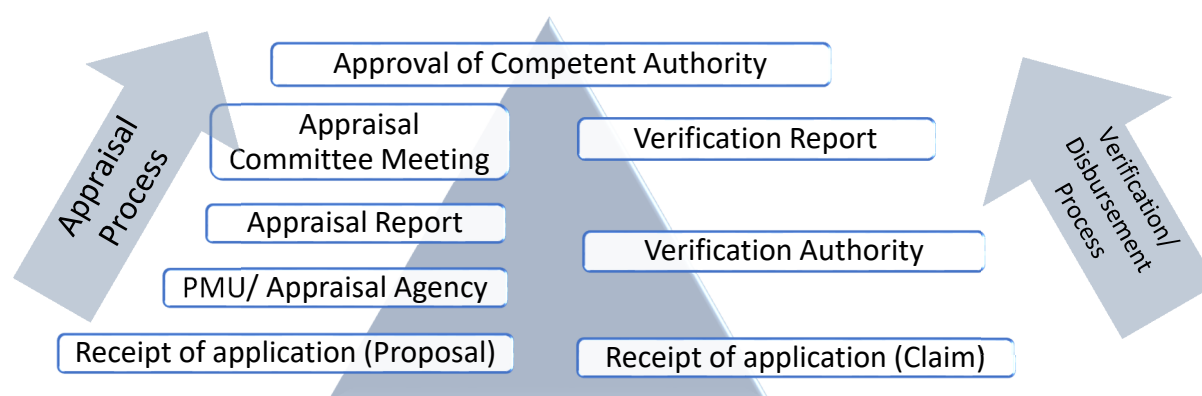 Approval of Competent Authority
Appraisal
Committee Meeting
Appraisal Report
PMU/ Appraisal Agency
Receipt of application (Proposal)
Verification Report
Verification Authority
Receipt of application (Claim)
Appraisal
Process
Verification/
Disbursement
Process